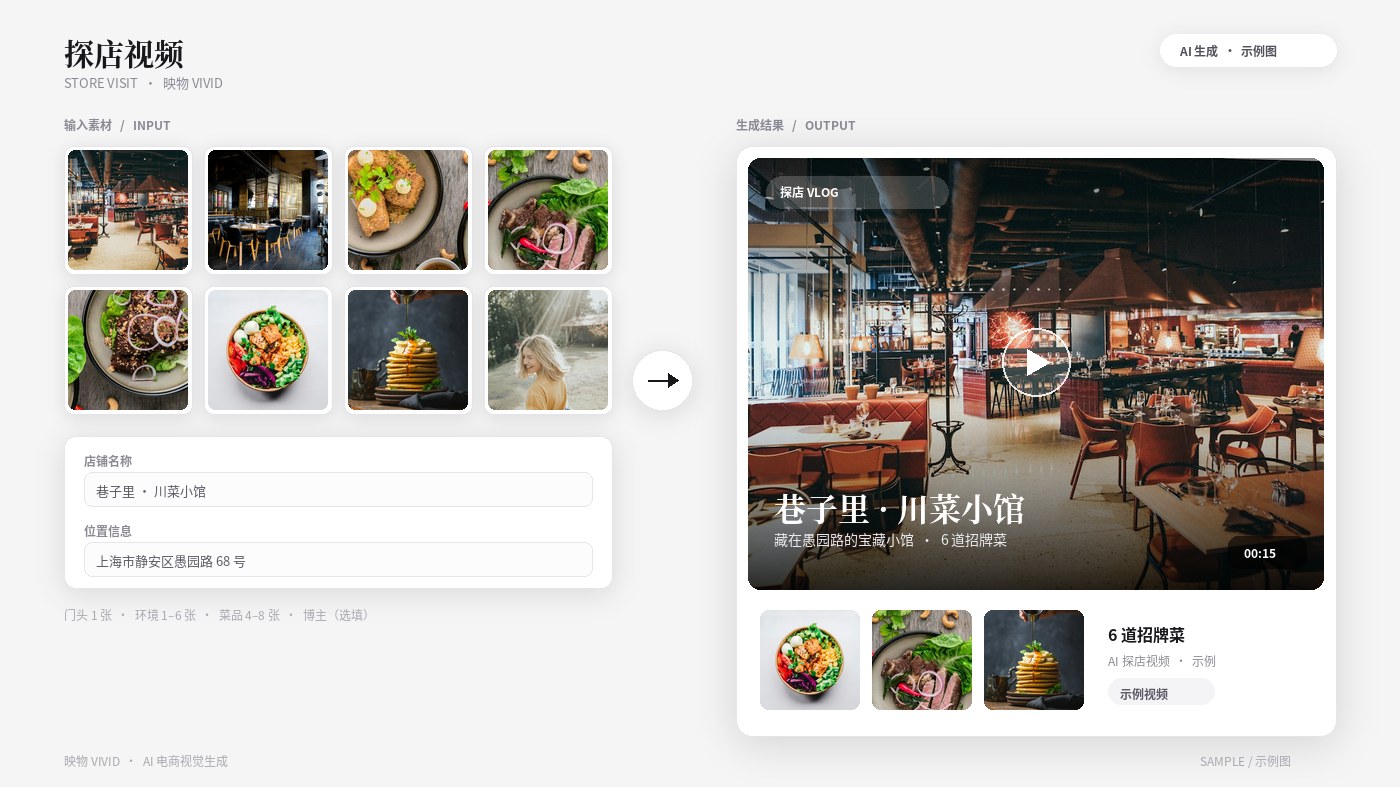 探店视频
STORE VISIT · 映物 VIVID
AI 生成 · 示例图
输入素材 / INPUT
店铺名称
巷子里 · 川菜小馆
位置信息
上海市静安区愚园路 68 号
门头 1 张 · 环境 1–6 张 · 菜品 4–8 张 · 博主（选填）
生成结果 / OUTPUT
探店 VLOG
巷子里 · 川菜小馆
藏在愚园路的宝藏小馆 · 6 道招牌菜
00:15
6 道招牌菜
AI 探店视频 · 示例
示例视频
映物 VIVID · AI 电商视觉生成
SAMPLE / 示例图